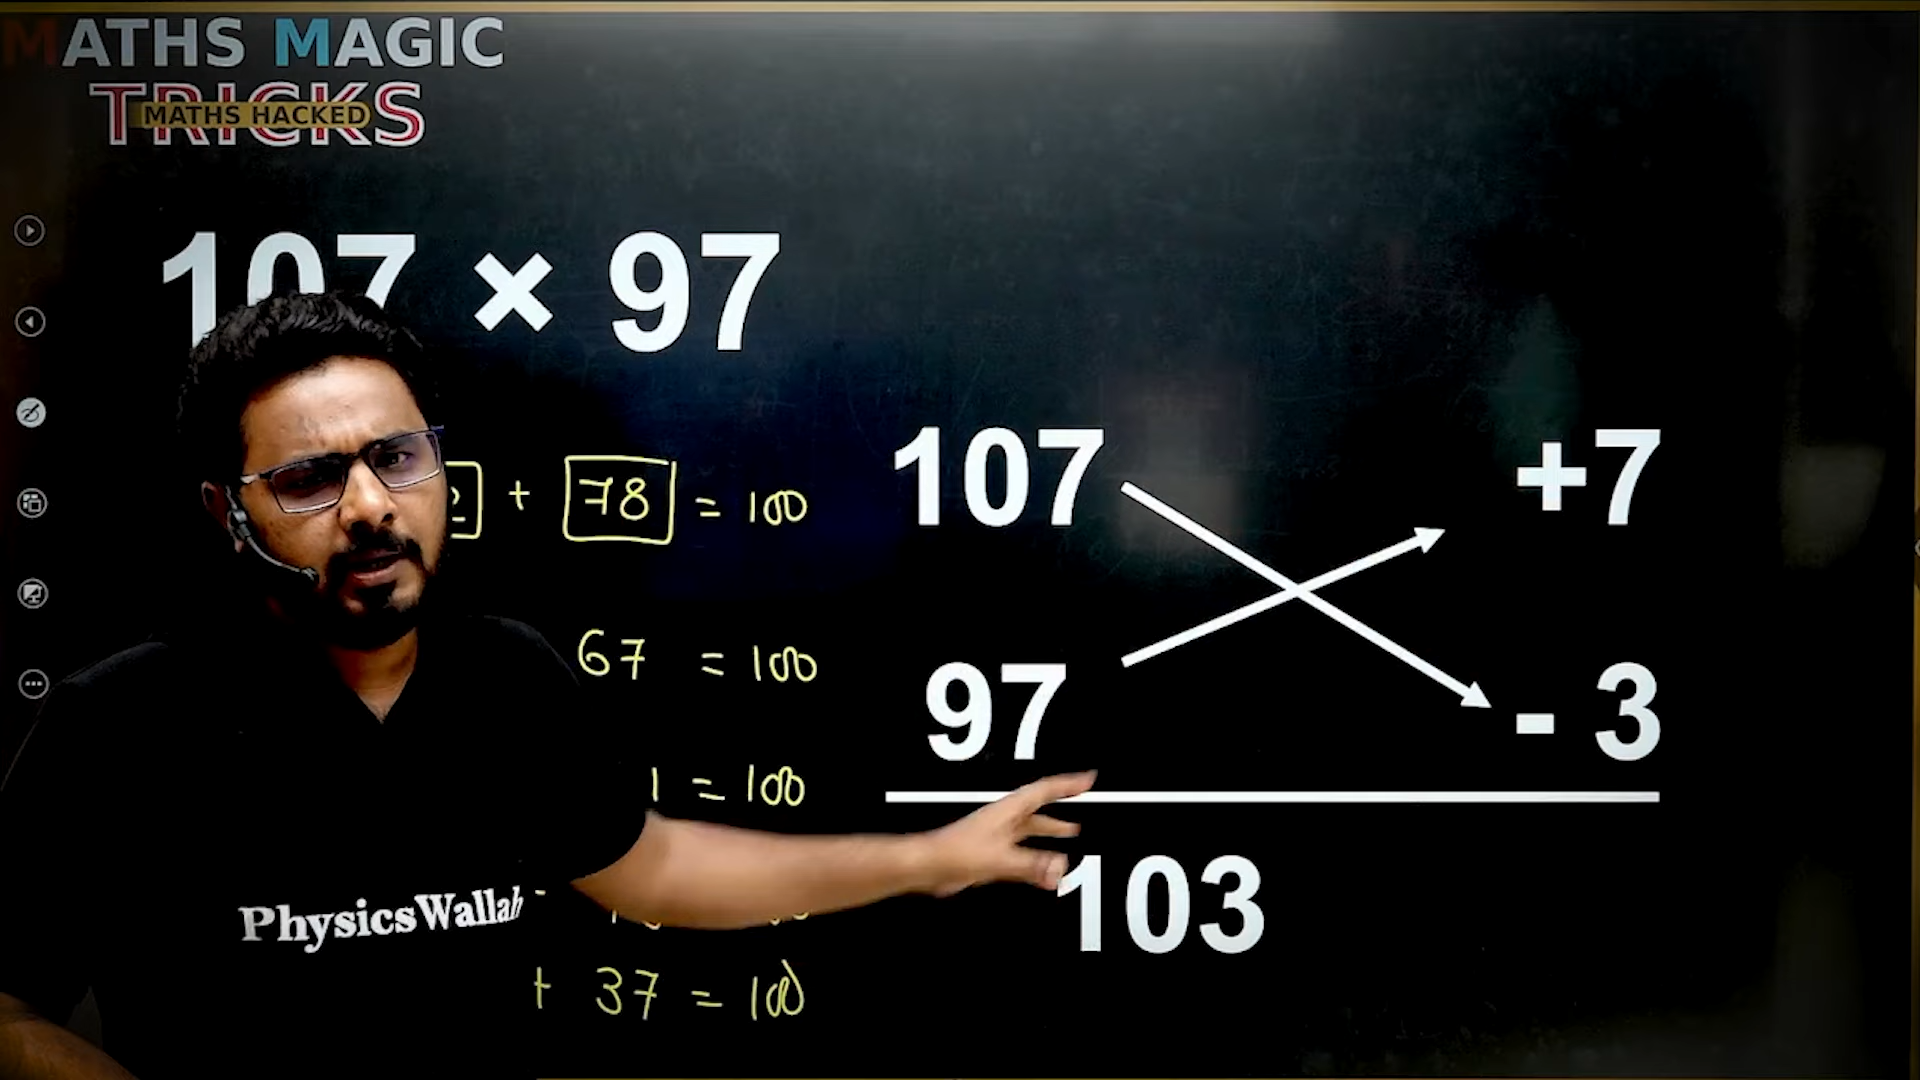 MATHS MAGIC
TRICKS
MATHS HACKED
107 × 97
+ 78 = 100
67 = 100
1 = 100
+ 37 = 100
107 +7
97 - 3
103
PhysicsWallah